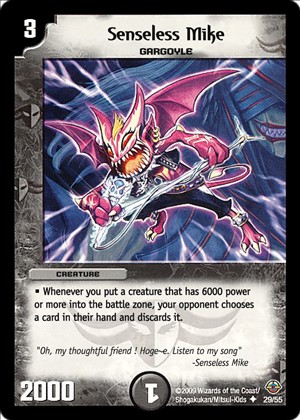 3
Senseless Mike
GARGOYLE
CREATURE
▪ Whenever you put a creature that has 6000 power
or more into the battle zone, your opponent chooses
a card in their hand and discards it.
"Oh, my thoughtful friend ! Hoge~e. Listen to my song"
-Senseless Mike
2000
1
©2009 Wizards of the Coast/
Shogakukan/Mitsui-Kids ♦ 29/55